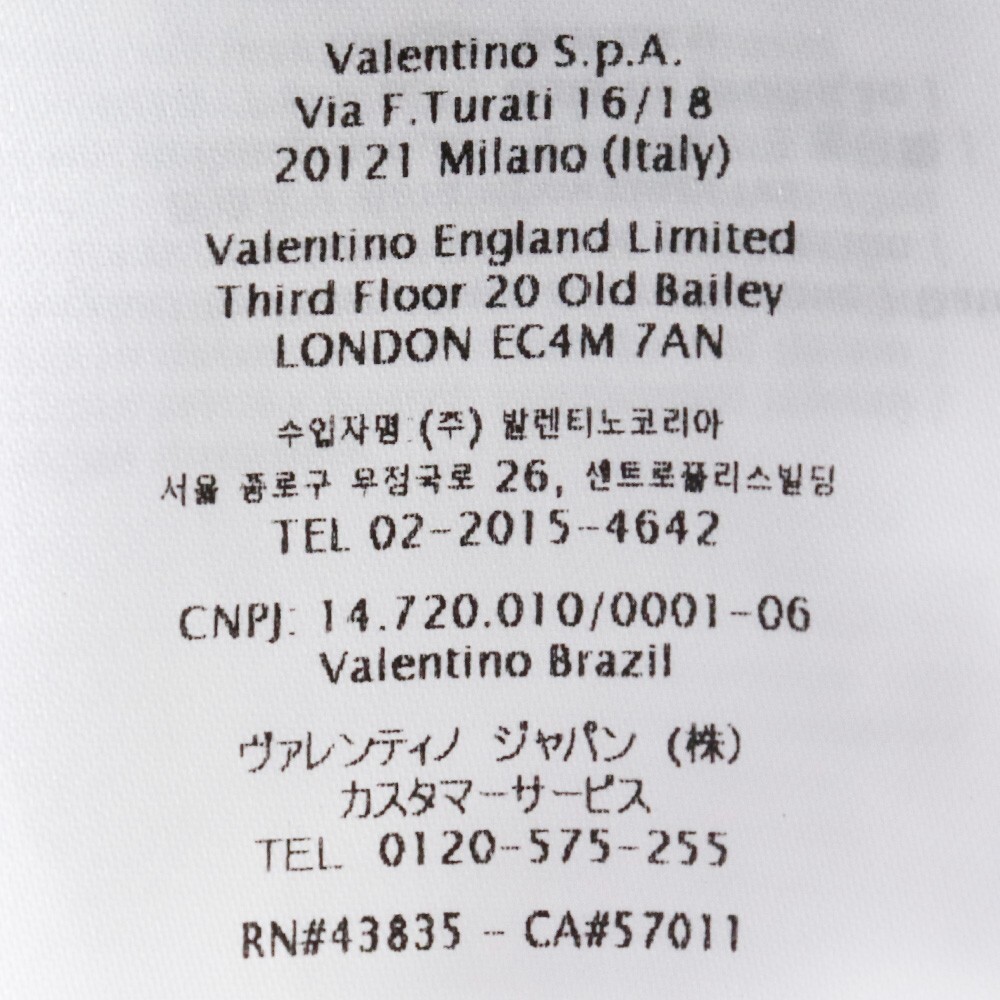 Valentino S.p.A.
Via F.Turati 16/18
20121 Milano (Italy)
Valentino England Limited
Third Floor 20 Old Bailey
LONDON EC4M 7AN
수입자명 (주) 발렌티노코리아
서울 종로구 우정국로 26, 센트로폴리스빌딩
TEL 02-2015-4642
CNPJ: 14.720.010/0001-06
Valentino Brazil
ヴァレンティノ ジャパン (株)
カスタマーサービス
TEL 0120-575-255
RN#43835 - CA#57011